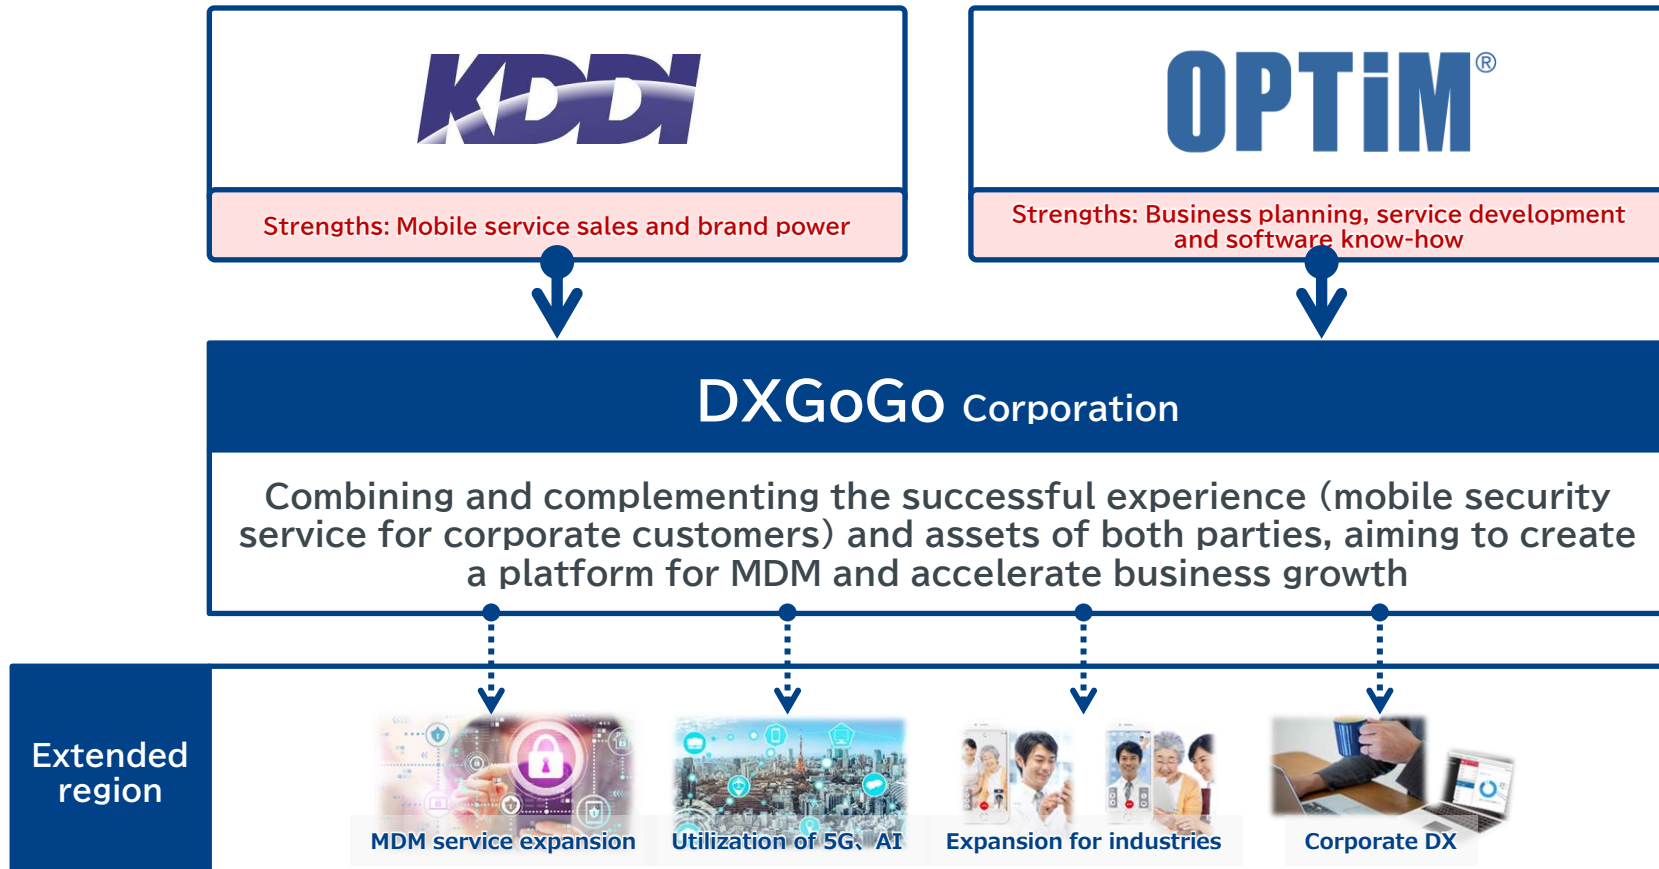 KDDI
OPTiM®
Strengths: Mobile service sales and brand power
Strengths: Business planning, service development
and software know-how
DXGoGo Corporation
Combining and complementing the successful experience (mobile security
service for corporate customers) and assets of both parties, aiming to create
a platform for MDM and accelerate business growth
Extended
region
MDM service expansion
Utilization of 5G、AI
Expansion for industries
Corporate DX